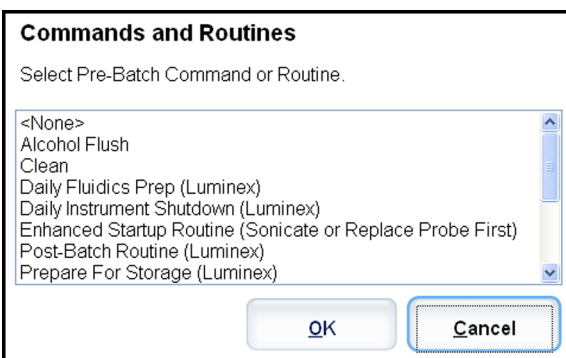 Commands and Routines
Select Pre-Batch Command or Routine.
<None>
Alcohol Flush
Clean
Daily Fluidics Prep (Luminex)
Daily Instrument Shutdown (Luminex)
Enhanced Startup Routine (Sonicate or Replace Probe First)
Post-Batch Routine (Luminex)
Prepare For Storage (Luminex)
OK Cancel